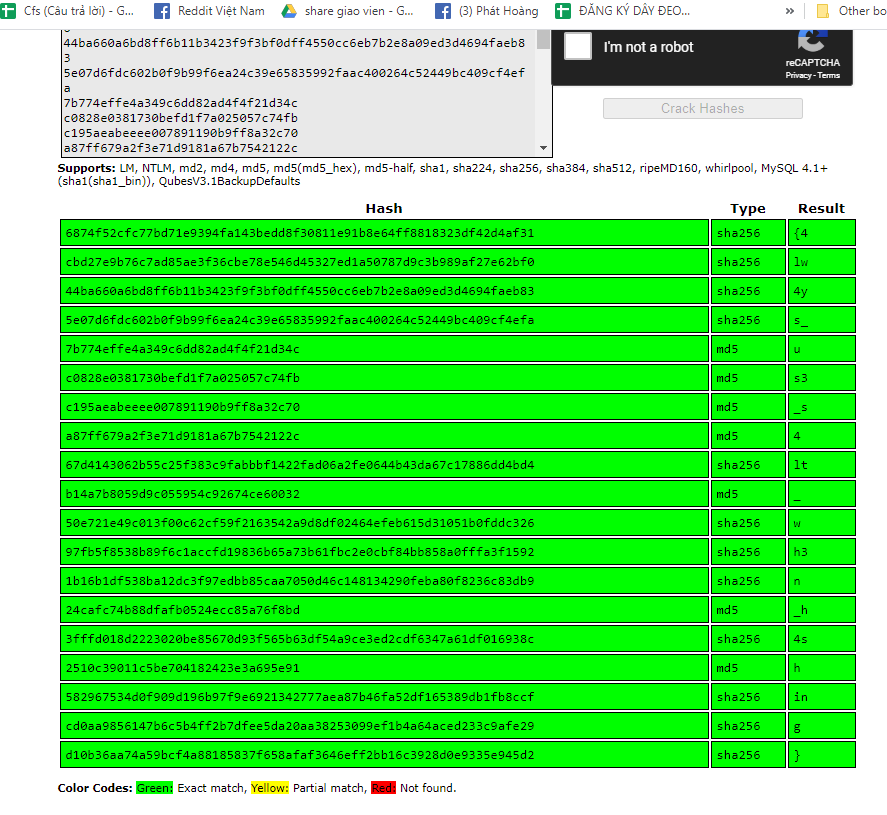 Cfs (Câu trả lời) - G... Reddit Việt Nam share giao vien - G... (3) Phát Hoàng ĐĂNG KÝ DÂY ĐEO... » Other bo
44ba660a6bd8ff6b11b3423f9f3bf0dff4550cc6eb7b2e8a09ed3d4694faeb8
3
5e07d6fdc602b0f9b99f6ea24c39e65835992faac400264c52449bc409cf4ef
a
7b774effe4a349c6dd82ad4f4f21d34c
c0828e0381730befd1f7a025057c74fb
c195aeabeeee007891190b9ff8a32c70
a87ff679a2f3e71d9181a67b7542122c
I'm not a robot
reCAPTCHA
Privacy - Terms
Crack Hashes
Supports: LM, NTLM, md2, md4, md5, md5(md5_hex), md5-half, sha1, sha224, sha256, sha384, sha512, ripeMD160, whirlpool, MySQL 4.1+
(sha1(sha1_bin)), QubesV3.1BackupDefaults
Hash Type Result
6874f52cfc77bd71e9394fa143bedd8f30811e91b8e64ff8818323df42d4af31 sha256 {4
cbd27e9b76c7ad85ae3f36cbe78e546d45327ed1a50787d9c3b989af27e62bf0 sha256 lw
44ba660a6bd8ff6b11b3423f9f3bf0dff4550cc6eb7b2e8a09ed3d4694faeb83 sha256 4y
5e07d6fdc602b0f9b99f6ea24c39e65835992faac400264c52449bc409cf4efa sha256 s_
7b774effe4a349c6dd82ad4f4f21d34c md5 u
c0828e0381730befd1f7a025057c74fb md5 s3
c195aeabeeee007891190b9ff8a32c70 md5 _s
a87ff679a2f3e71d9181a67b7542122c md5 4
67d4143062b55c25f383c9fabbbf1422fad06a2fe0644b43da67c17886dd4bd4 sha256 lt
b14a7b8059d9c055954c92674ce60032 md5 _
50e721e49c013f00c62cf59f2163542a9d8df02464efeb615d31051b0fddc326 sha256 w
97fb5f8538b89f6c1accfd19836b65a73b61fbc2e0cbf84bb858a0fffa3f1592 sha256 h3
1b16b1df538ba12dc3f97edbb85caa7050d46c148134290feba80f8236c83db9 sha256 n
24cafc74b88dfafb0524ecc85a76f8bd md5 _h
3fffd018d2223020be85670d93f565b63df54a9ce3ed2cdf6347a61df016938c sha256 4s
2510c39011c5be704182423e3a695e91 md5 h
582967534d0f909d196b97f9e6921342777aea87b46fa52df165389db1fb8ccf sha256 in
cd0aa9856147b6c5b4ff2b7dfee5da20aa38253099ef1b4a64aced233c9afe29 sha256 g
d10b36aa74a59bcf4a88185837f658afaf3646eff2bb16c3928d0e9335e945d2 sha256 }
Color Codes: Green: Exact match, Yellow: Partial match, Red: Not found.